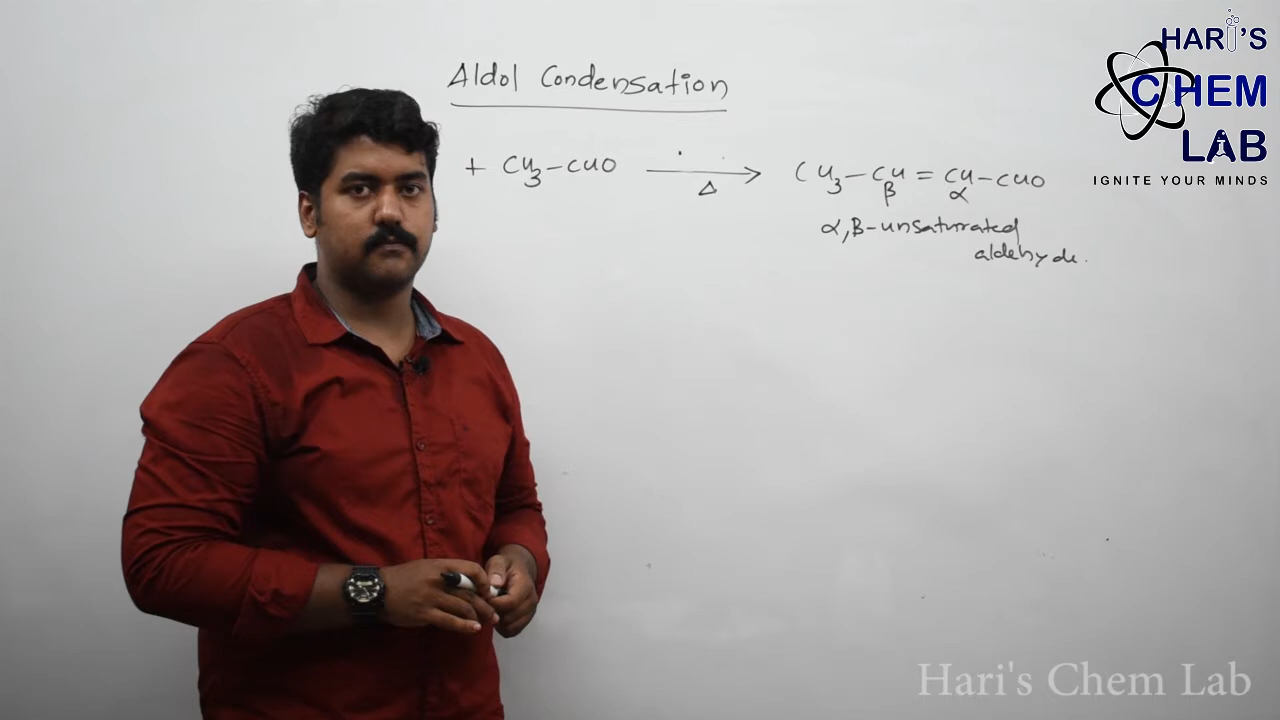 Aldol Condensation
+ CH3-CHO → CH3-CH=CH-CHO
Δ
β α
α,β-unsaturated
aldehyde.
HARI'S
CHEM
LAB
IGNITE YOUR MINDS
Hari's Chem Lab